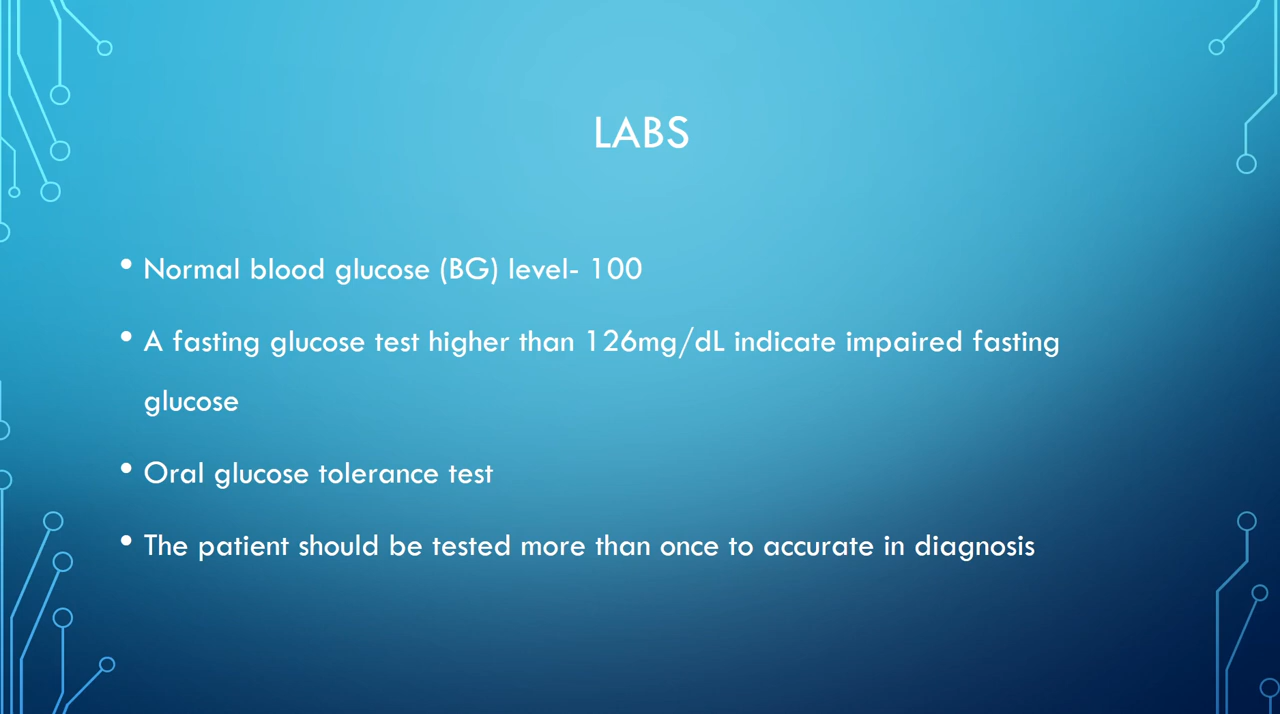 LABS
• Normal blood glucose (BG) level- 100
• A fasting glucose test higher than 126mg/dL indicate impaired fasting
glucose
• Oral glucose tolerance test
• The patient should be tested more than once to accurate in diagnosis